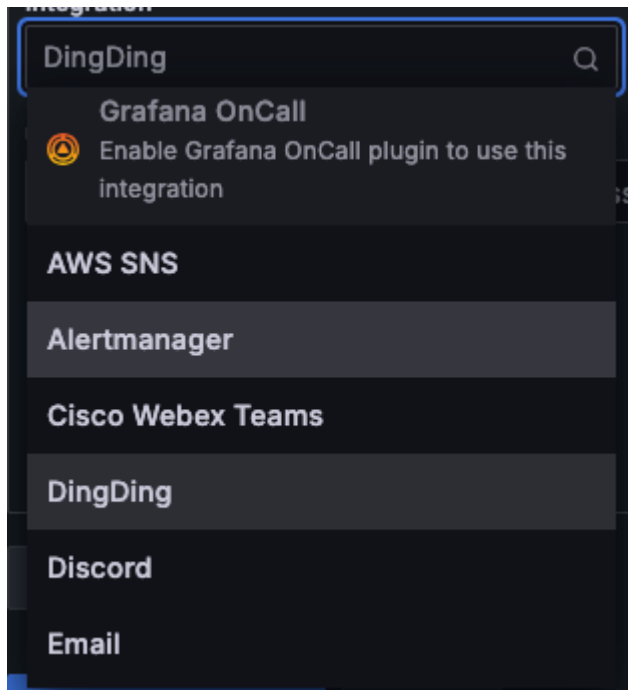 Integration
DingDing
Grafana OnCall
Enable Grafana OnCall plugin to use this
integration
AWS SNS
Alertmanager
Cisco Webex Teams
DingDing
Discord
Email